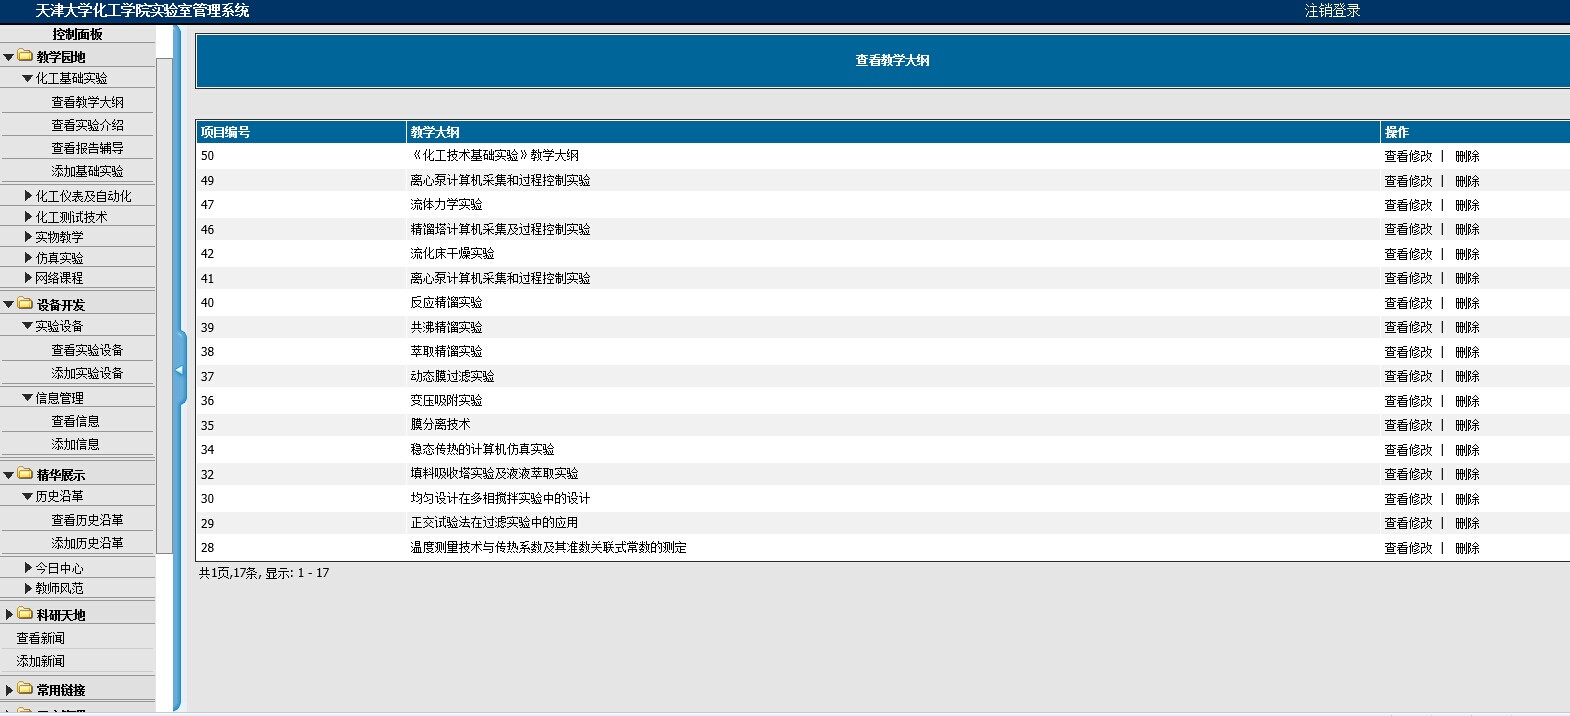 天津大学化工学院实验室管理系统
注销登录
控制面板
教学园地
化工基础实验
查看教学大纲
查看实验介绍
查看报告辅导
添加基础实验
化工仪表及自动化
化工测试技术
实物教学
仿真实验
网络课程
设备开发
实验设备
查看实验设备
添加实验设备
信息管理
查看信息
添加信息
精华展示
历史沿革
查看历史沿革
添加历史沿革
今日中心
教师风范
科研天地
查看新闻
添加新闻
常用链接
查看教学大纲
项目编号 教学大纲 操作
50 《化工技术基础实验》教学大纲 查看修改 | 删除
49 离心泵计算机采集和过程控制实验 查看修改 | 删除
47 流体力学实验 查看修改 | 删除
46 精馏塔计算机采集及过程控制实验 查看修改 | 删除
42 流化床干燥实验 查看修改 | 删除
41 离心泵计算机采集和过程控制实验 查看修改 | 删除
40 反应精馏实验 查看修改 | 删除
39 共沸精馏实验 查看修改 | 删除
38 萃取精馏实验 查看修改 | 删除
37 动态膜过滤实验 查看修改 | 删除
36 变压吸附实验 查看修改 | 删除
35 膜分离技术 查看修改 | 删除
34 稳态传热的计算机仿真实验 查看修改 | 删除
32 填料吸收塔实验及液液萃取实验 查看修改 | 删除
30 均匀设计在多相搅拌实验中的设计 查看修改 | 删除
29 正交试验法在过滤实验中的应用 查看修改 | 删除
28 温度测量技术与传热系数及其准数关联式常数的测定 查看修改 | 删除
共1页,17条, 显示: 1 - 17